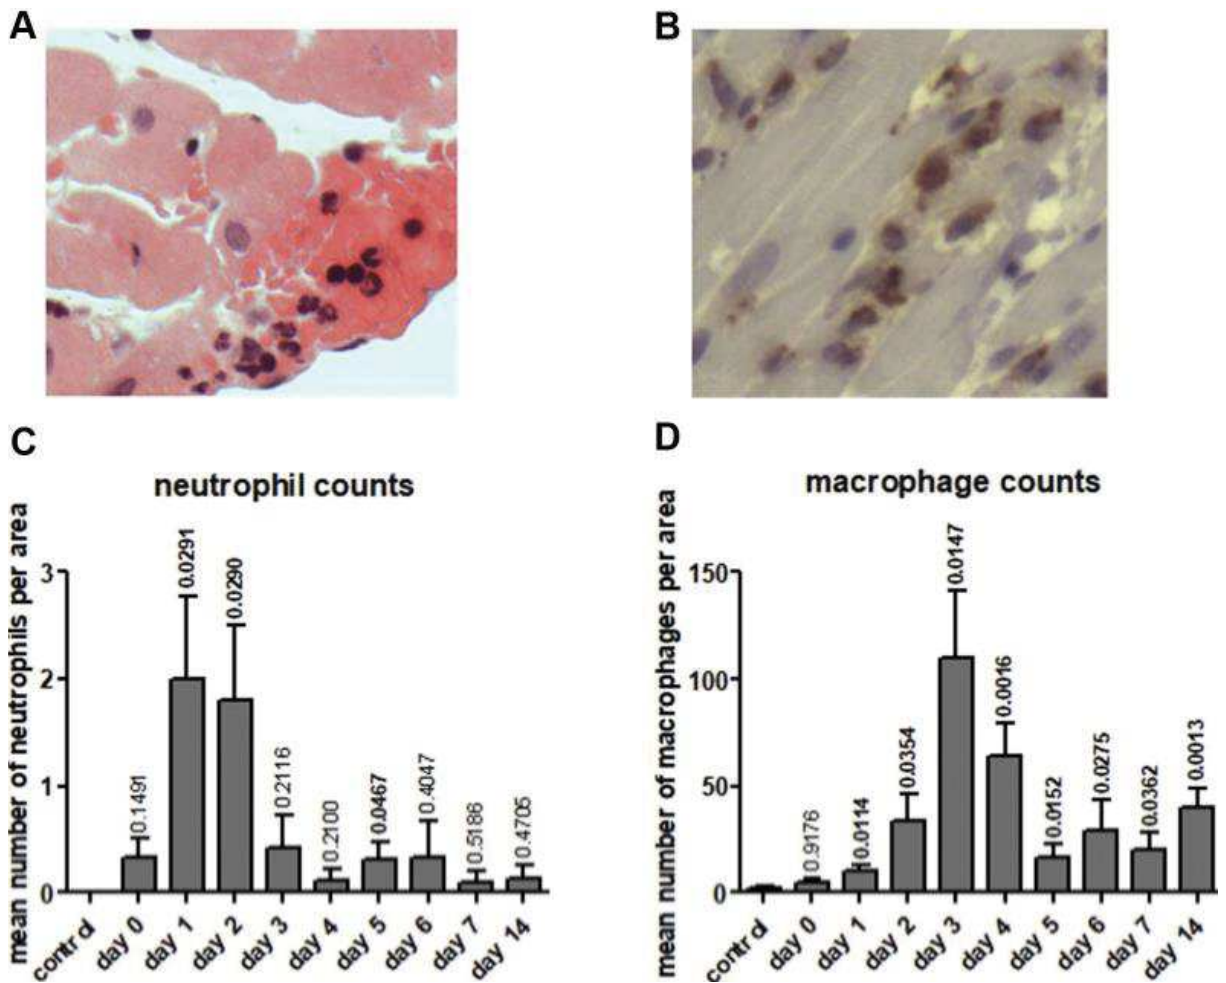 A
B
C
neutrophil counts
mean number of neutrophils per area
3
2
1
0
0.1491
0.0291
0.0290
0.2116
0.2100
0.0467
0.4047
0.5186
0.4705
control
day 0
day 1
day 2
day 3
day 4
day 5
day 6
day 7
day 14
D
macrophage counts
mean number of macrophages per area
150
100
50
0
0.9176
0.0114
0.0354
0.0147
0.0016
0.0152
0.0275
0.0362
0.0013
control
day 0
day 1
day 2
day 3
day 4
day 5
day 6
day 7
day 14